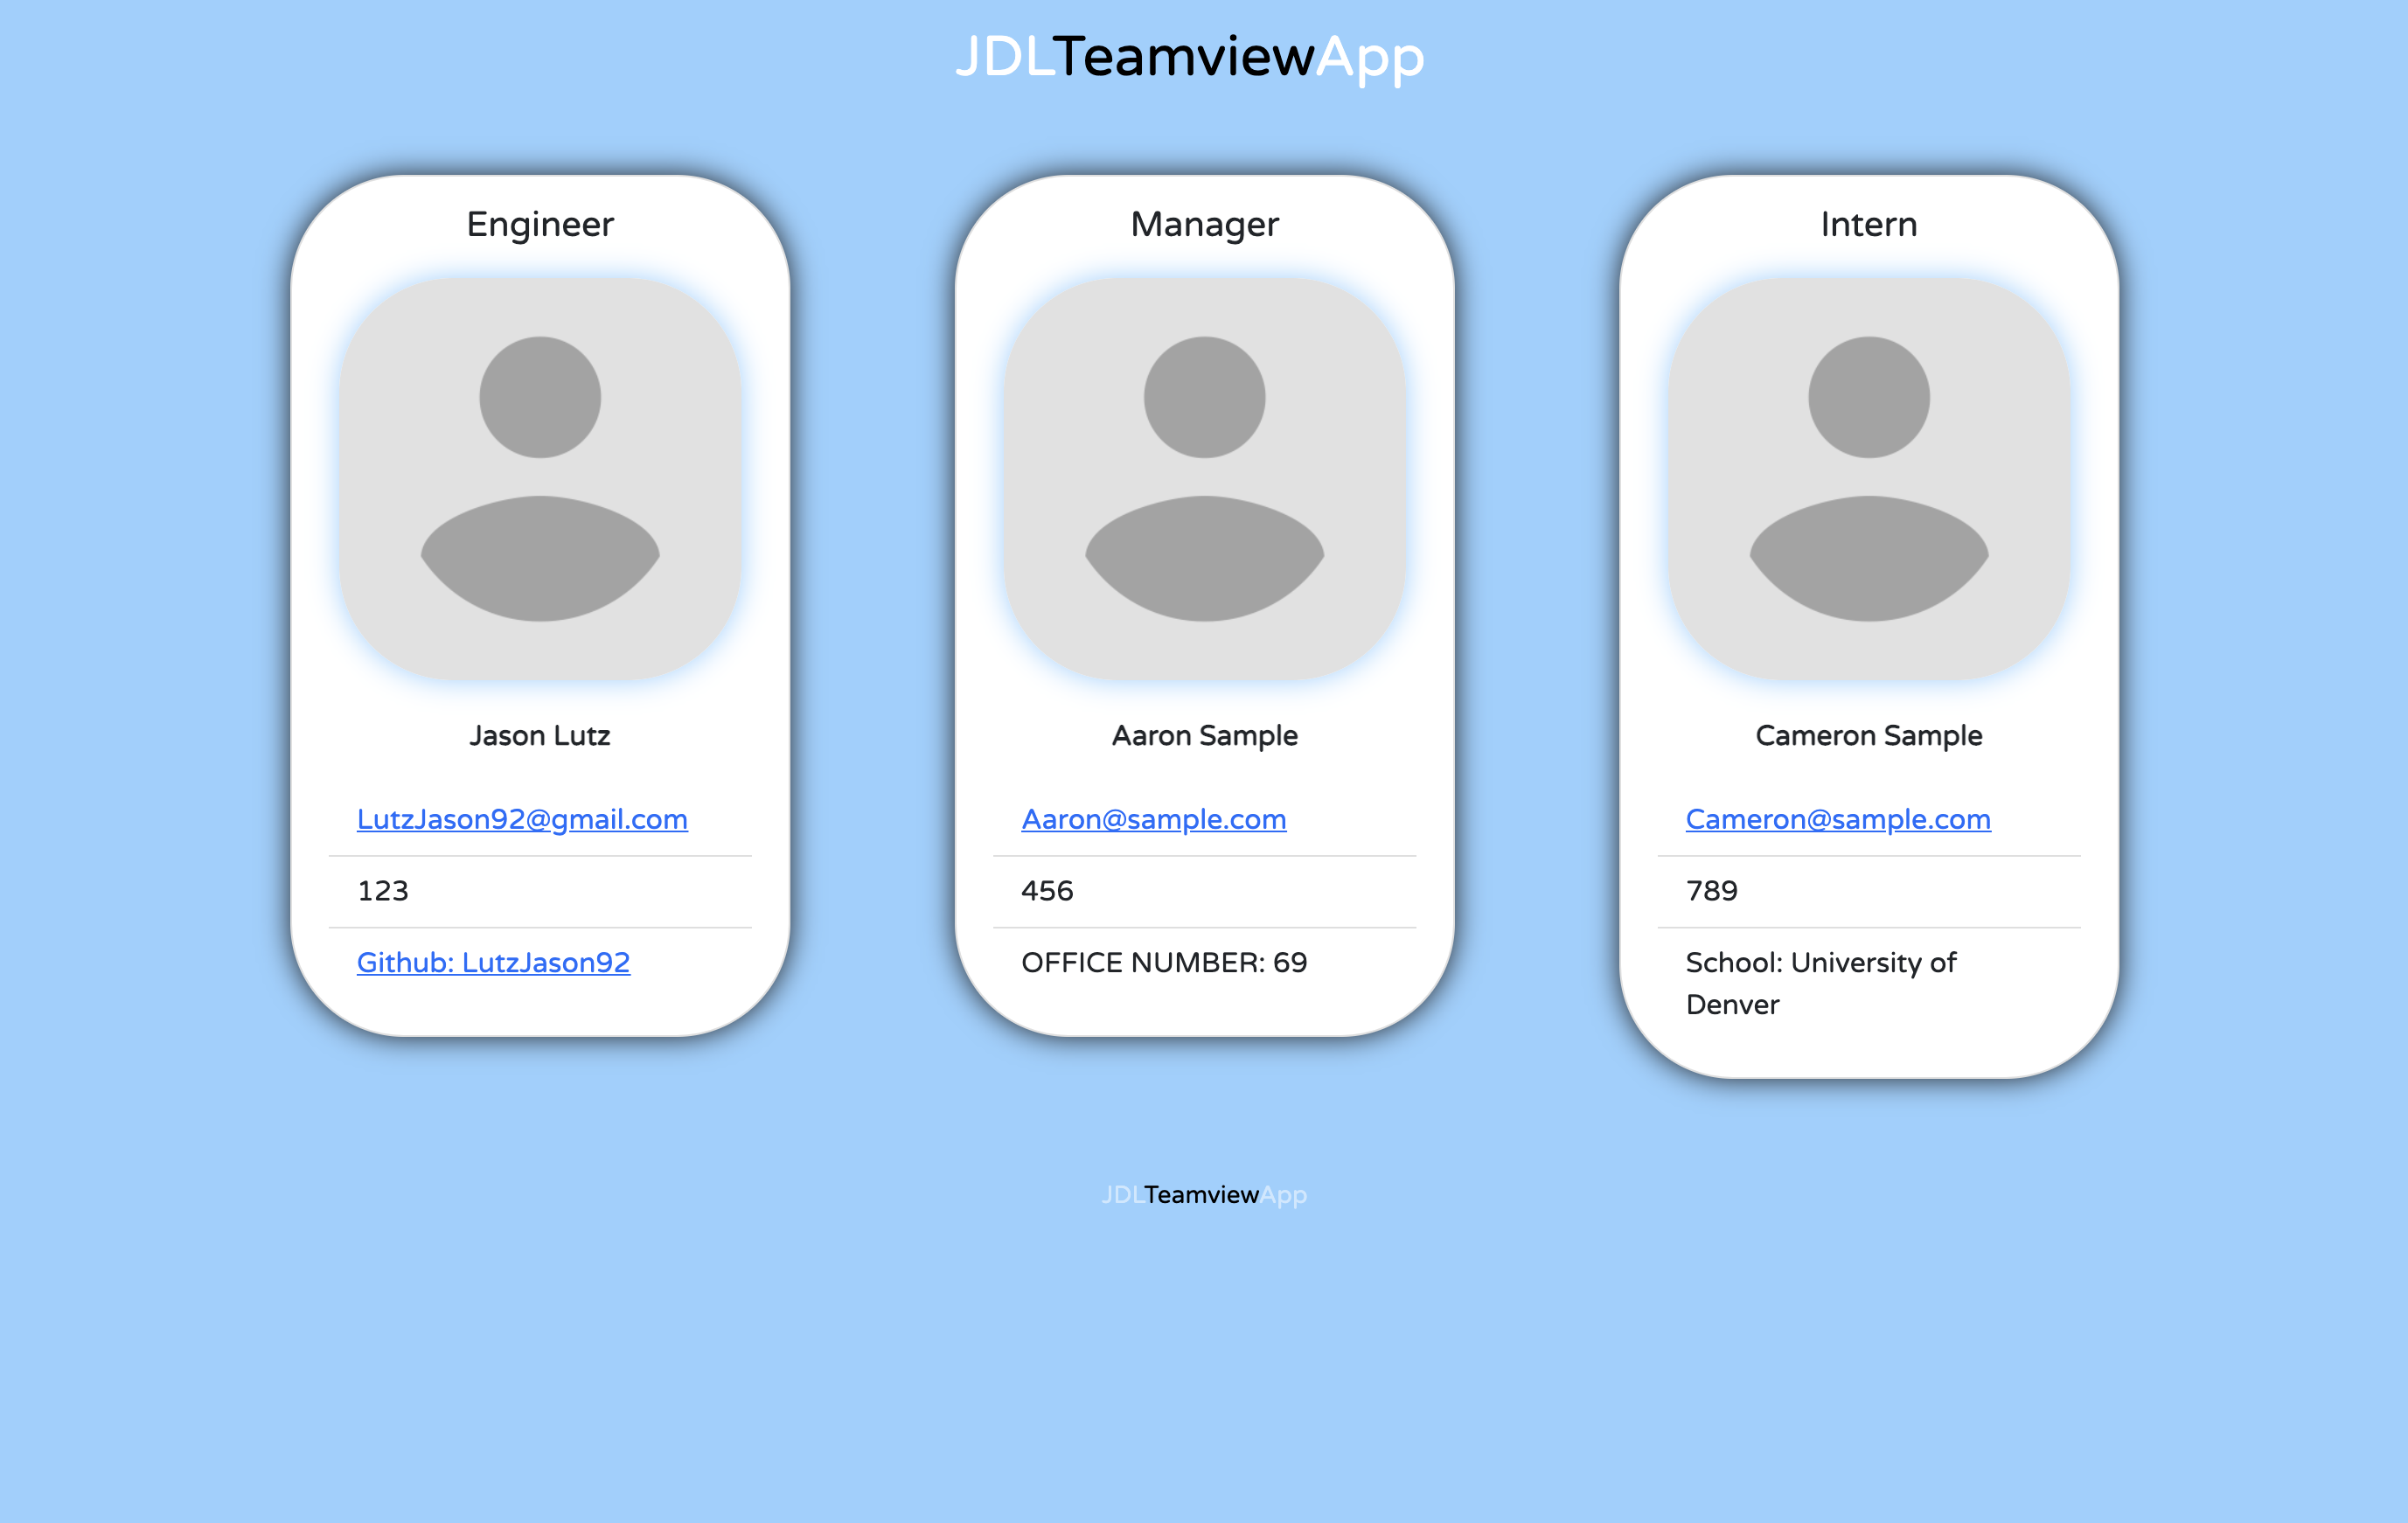 JDLTeamviewApp
Engineer
Jason Lutz
LutzJason92@gmail.com
123
Github: LutzJason92
Manager
Aaron Sample
Aaron@sample.com
456
OFFICE NUMBER: 69
Intern
Cameron Sample
Cameron@sample.com
789
School: University of
Denver
JDLTeamviewApp